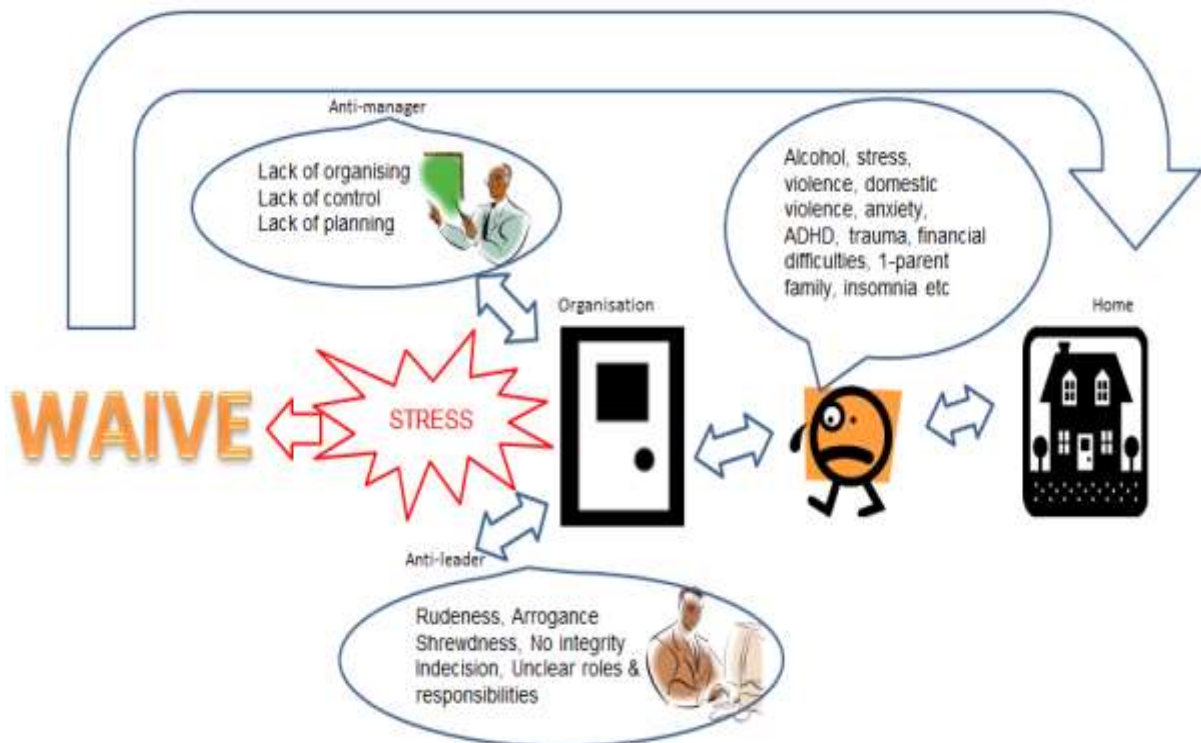 Anti-manager
Lack of organising
Lack of control
Lack of planning
Alcohol, stress,
violence, domestic
violence, anxiety,
ADHD, trauma, financial
difficulties, 1-parent
family, insomnia etc
Organisation
Home
WAIVE
STRESS
Anti-leader
Rudeness, Arrogance
Shrewdness, No integrity
Indecision, Unclear roles &
responsibilities